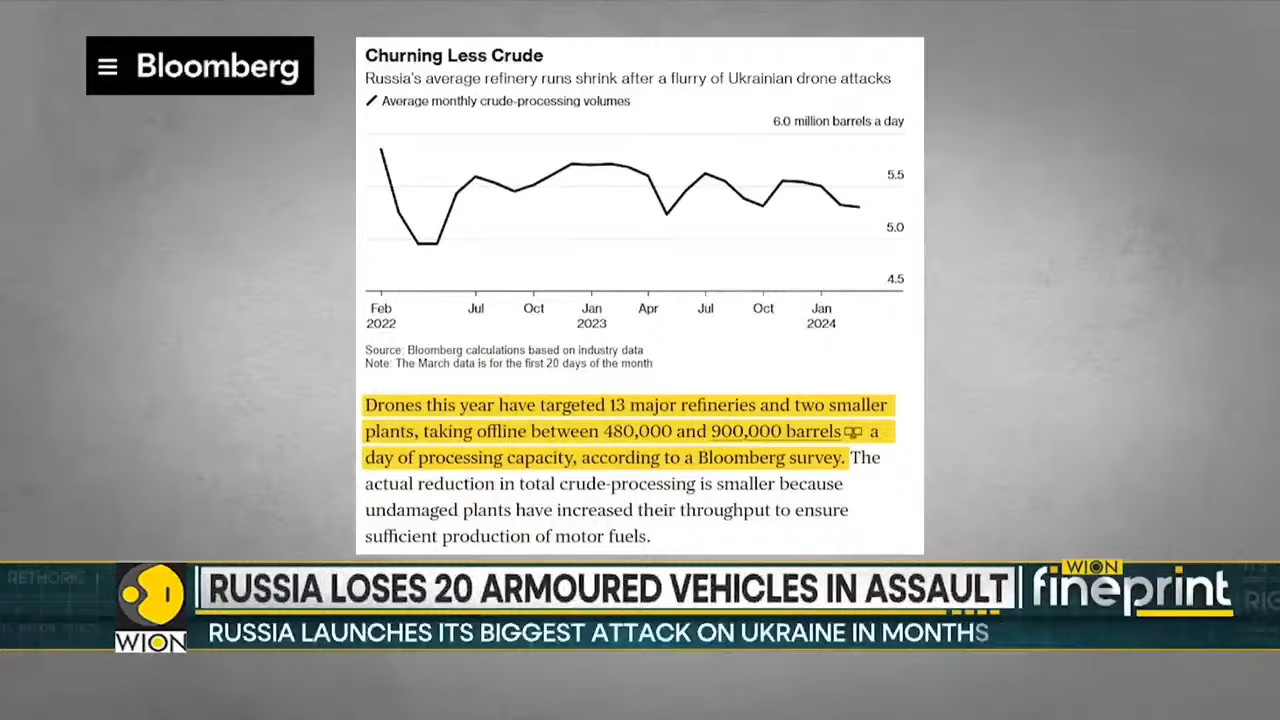 Bloomberg
Churning Less Crude
Russia's average refinery runs shrink after a flurry of Ukrainian drone attacks
Average monthly crude-processing volumes
6.0 million barrels a day
5.5
5.0
4.5
Feb Jul Oct Jan Apr Jul Oct Jan
2022 2023 2024
Source: Bloomberg calculations based on industry data
Note: The March data is for the first 20 days of the month
Drones this year have targeted 13 major refineries and two smaller
plants, taking offline between 480,000 and 900,000 barrels a
day of processing capacity, according to a Bloomberg survey. The
actual reduction in total crude-processing is smaller because
undamaged plants have increased their throughput to ensure
sufficient production of motor fuels.
RETHORIC |
RUSSIA LOSES 20 ARMOURED VEHICLES IN ASSAULT
WION
fineprint
WION
RUSSIA LAUNCHES ITS BIGGEST ATTACK ON UKRAINE IN MONTHS